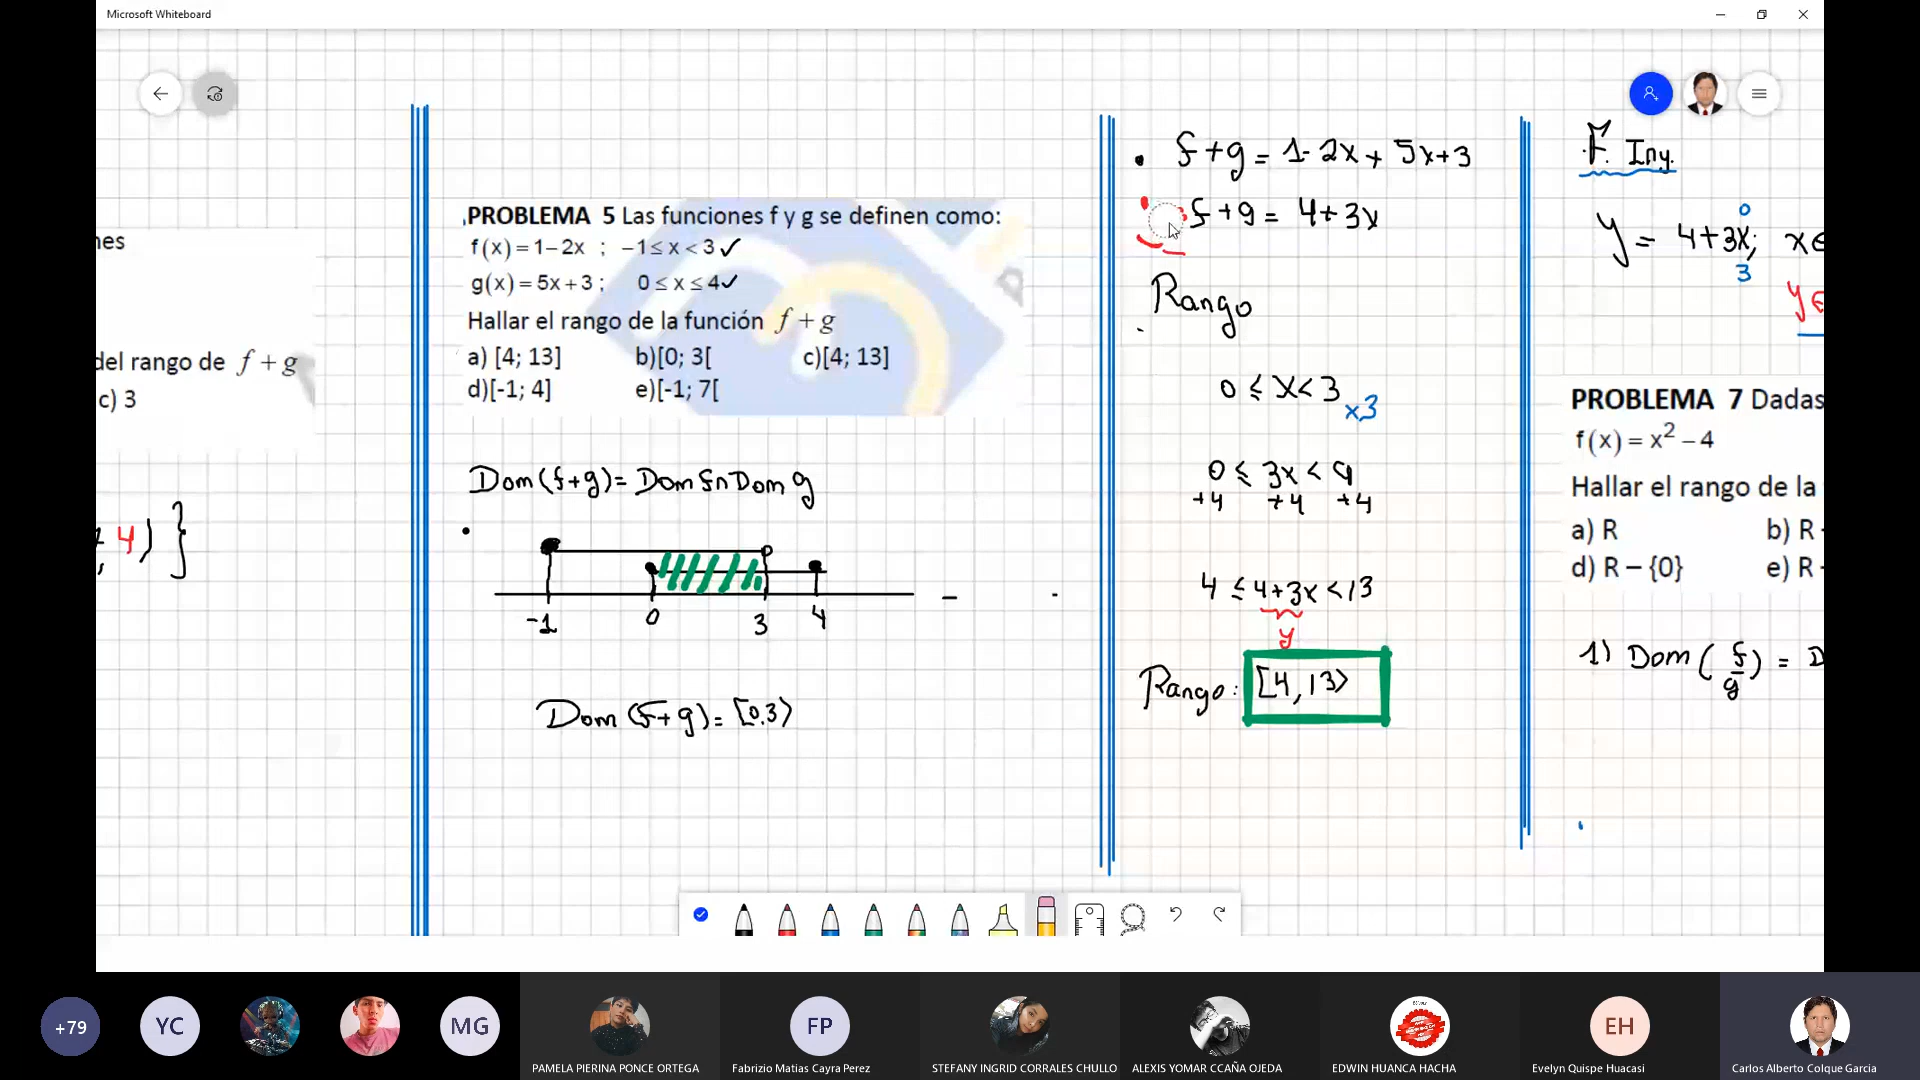 Microsoft Whiteboard
nes
del rango de f + g
c) 3
+ 4 ) }
PROBLEMA 5 Las funciones f y g se definen como:
f(x) = 1 – 2x ; –1 ≤ x < 3 ✓
g(x) = 5x + 3 ; 0 ≤ x ≤ 4 ✓
Hallar el rango de la función f + g
a) [4; 13] b)[0; 3[ c)[4; 13]
d)[-1; 4] e)[-1; 7[
Dom (f+g) = Dom f ∩ Dom g
-1 0 3 4
Dom (f+g) = [0,3⟩
• f+g = 1-2x + 5x+3
f+g = 4+3x
Rango
0 ≤ x < 3
x3
0 ≤ 3x < 9
+4 +4 +4
4 ≤ 4+3x < 13
y
Rango: [4, 13⟩
F. Iny.
0
y = 4+3x; x∈
3
y∈
PROBLEMA 7 Dadas
f(x) = x² – 4
Hallar el rango de la
a) R b) R
d) R – {0} e) R
1) Dom (f/g) = D
+79
YC
MG
PAMELA PIERINA PONCE ORTEGA
FP
Fabrizio Matias Cayra Perez
STEFANY INGRID CORRALES CHULLO
ALEXIS YOMAR CCAÑA OJEDA
EDWIN HUANCA HACHA
EH
Evelyn Quispe Huacasi
Carlos Alberto Colque Garcia